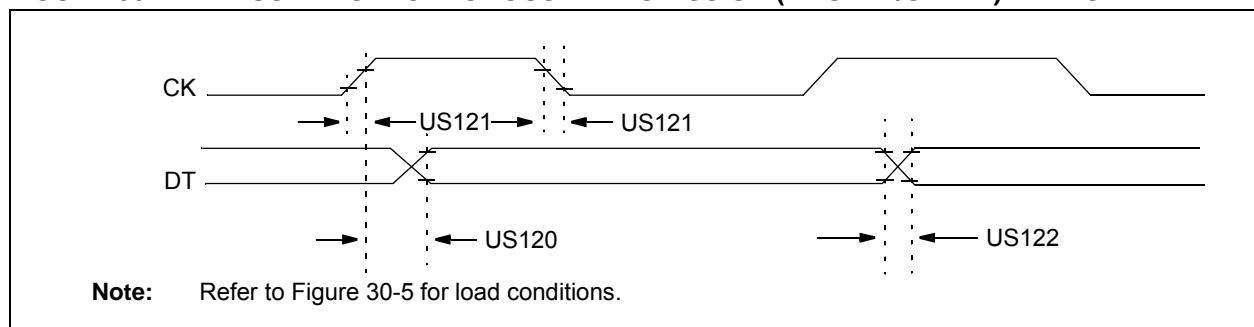 CK
US121 US121
DT
US120 US122
Note: Refer to Figure 30-5 for load conditions.